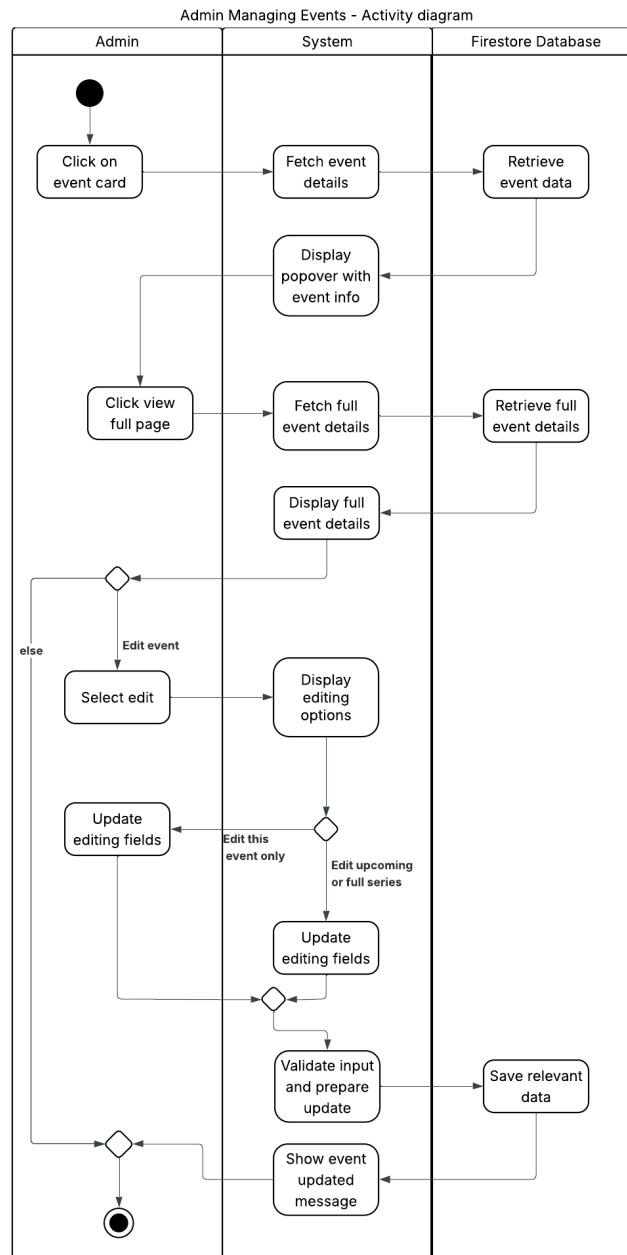 Admin Managing Events - Activity diagram
Admin
System
Firestore Database
Click on
event card
Fetch event
details
Retrieve
event data
Display
popover with
event info
Click view
full page
Fetch full
event details
Retrieve full
event details
Display full
event details
else
Edit event
Select edit
Display
editing
options
Update
editing fields
Edit this
event only
Edit upcoming
or full series
Update
editing fields
Validate input
and prepare
update
Save relevant
data
Show event
updated
message